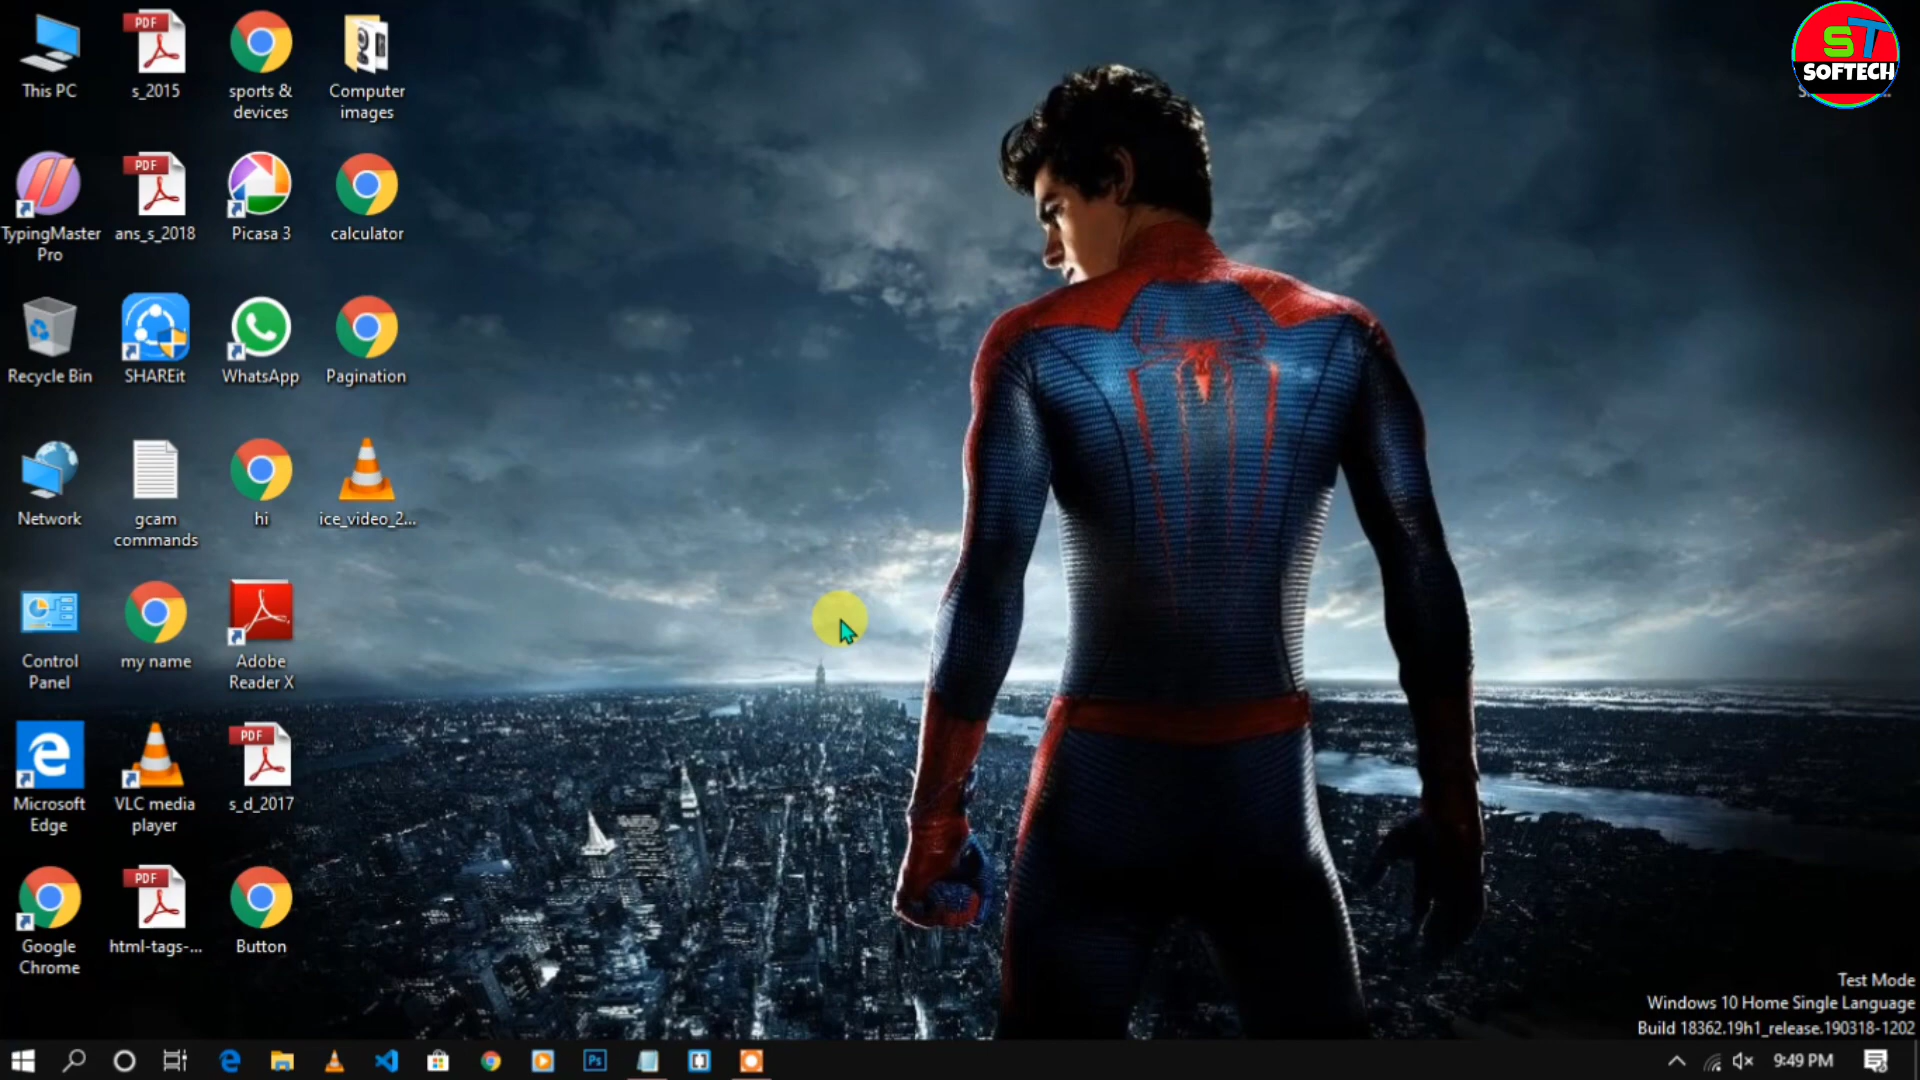 This PC
PDF
s_2015
sports &
devices
Computer
images
ST
SOFTECH
TypingMaster
Pro
PDF
ans_s_2018
Picasa 3
calculator
Recycle Bin
SHAREit
WhatsApp
Pagination
Network
gcam
commands
hi
ice_video_2...
Control
Panel
my name
Adobe
Reader X
Microsoft
Edge
VLC media
player
PDF
s_d_2017
Google
Chrome
PDF
html-tags-...
Button
Test Mode
Windows 10 Home Single Language
Build 18362.19h1_release.190318-1202
Ps
9:49 PM